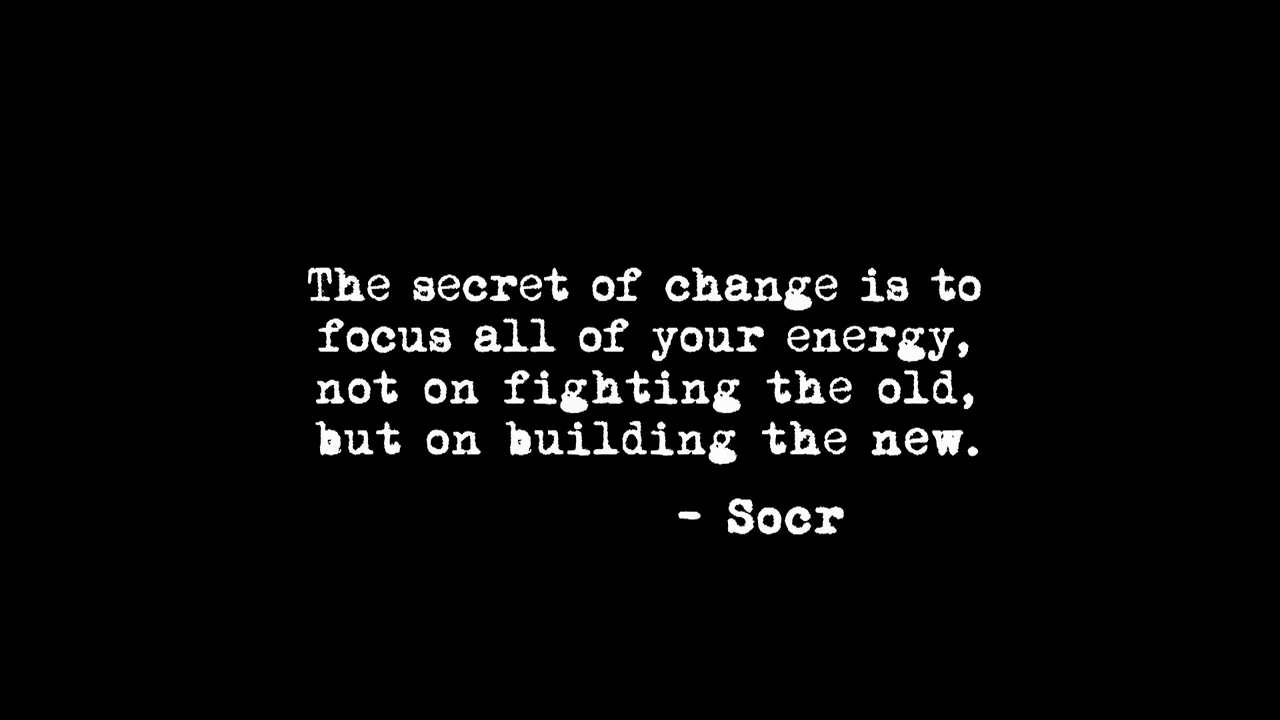 The secret of change is to
focus all of your energy,
not on fighting the old,
but on building the new.
- Socr